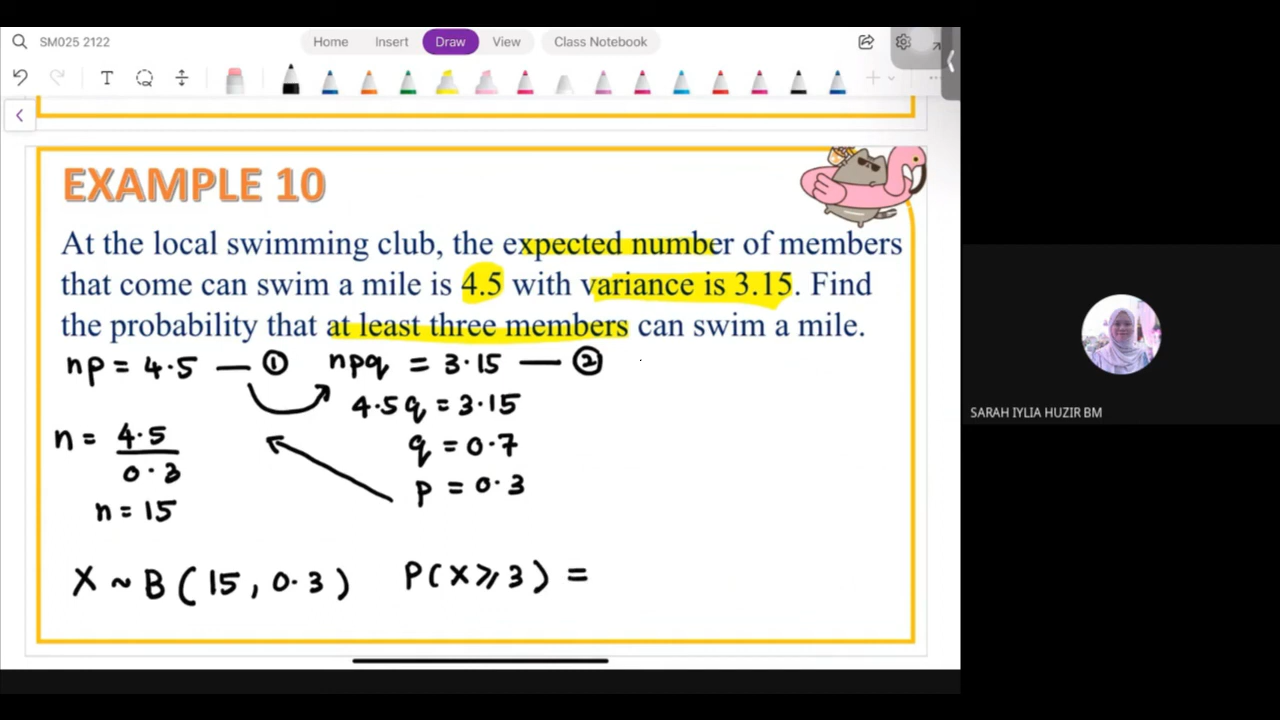 SM025 2122
Home Insert Draw View Class Notebook
EXAMPLE 10
At the local swimming club, the expected number of members
that come can swim a mile is 4.5 with variance is 3.15. Find
the probability that at least three members can swim a mile.
np = 4.5 — ①
npq = 3.15 — ②
4.5q = 3.15
q = 0.7
p = 0.3
n = 4.5/0.3
n = 15
X ~ B ( 15 , 0.3 )
P( X ⩾ 3 ) =
SARAH IYLIA HUZIR BM